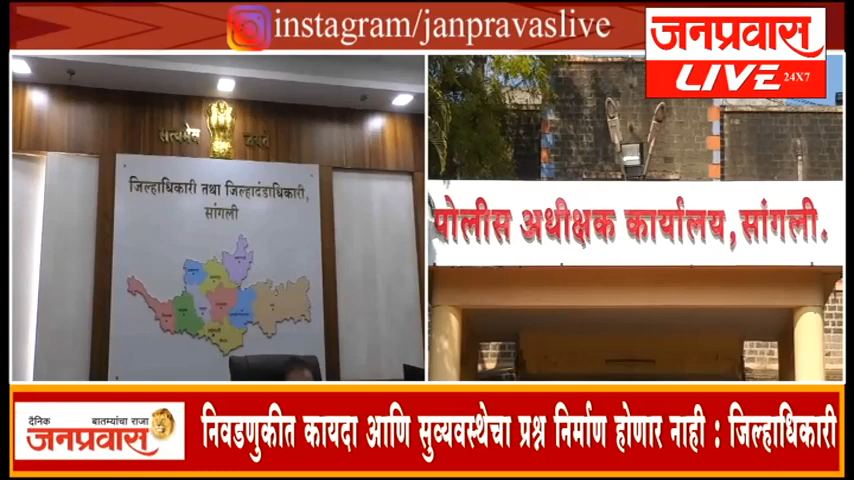 instagram/janpravaslive
जनप्रवास
LIVE 24X7
सत्यमेव जयते
जिल्हाधिकारी तथा जिल्हादंडाधिकारी,
सांगली
पोलीस अधीक्षक कार्यालय, सांगली.
दैनिक बातम्यांचा राजा
जनप्रवास
निवडणुकीत कायदा आणि सुव्यवस्थेचा प्रश्न निर्माण होणार नाही : जिल्हाधिकारी